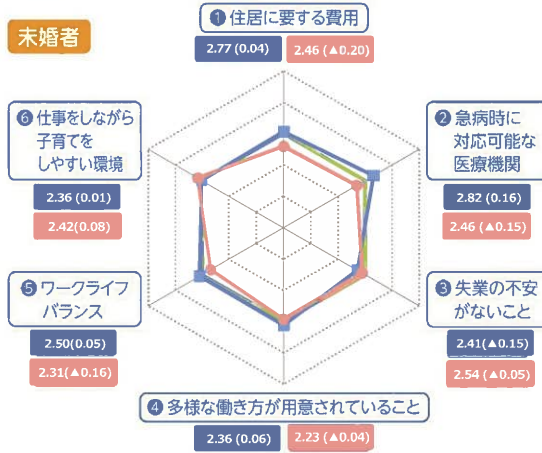 未婚者
❶ 住居に要する費用
2.77 (0.04) 2.46 (▲0.20)
❷ 急病時に
対応可能な
医療機関
2.82 (0.16)
2.46 (▲0.15)
❸ 失業の不安
がないこと
2.41(▲0.15)
2.54 (▲0.05)
❹ 多様な働き方が用意されていること
2.36 (0.06) 2.23 (▲0.04)
❺ ワークライフ
バランス
2.50(0.05)
2.31(▲0.16)
❻ 仕事をしながら
子育てを
しやすい環境
2.36 (0.01)
2.42(0.08)